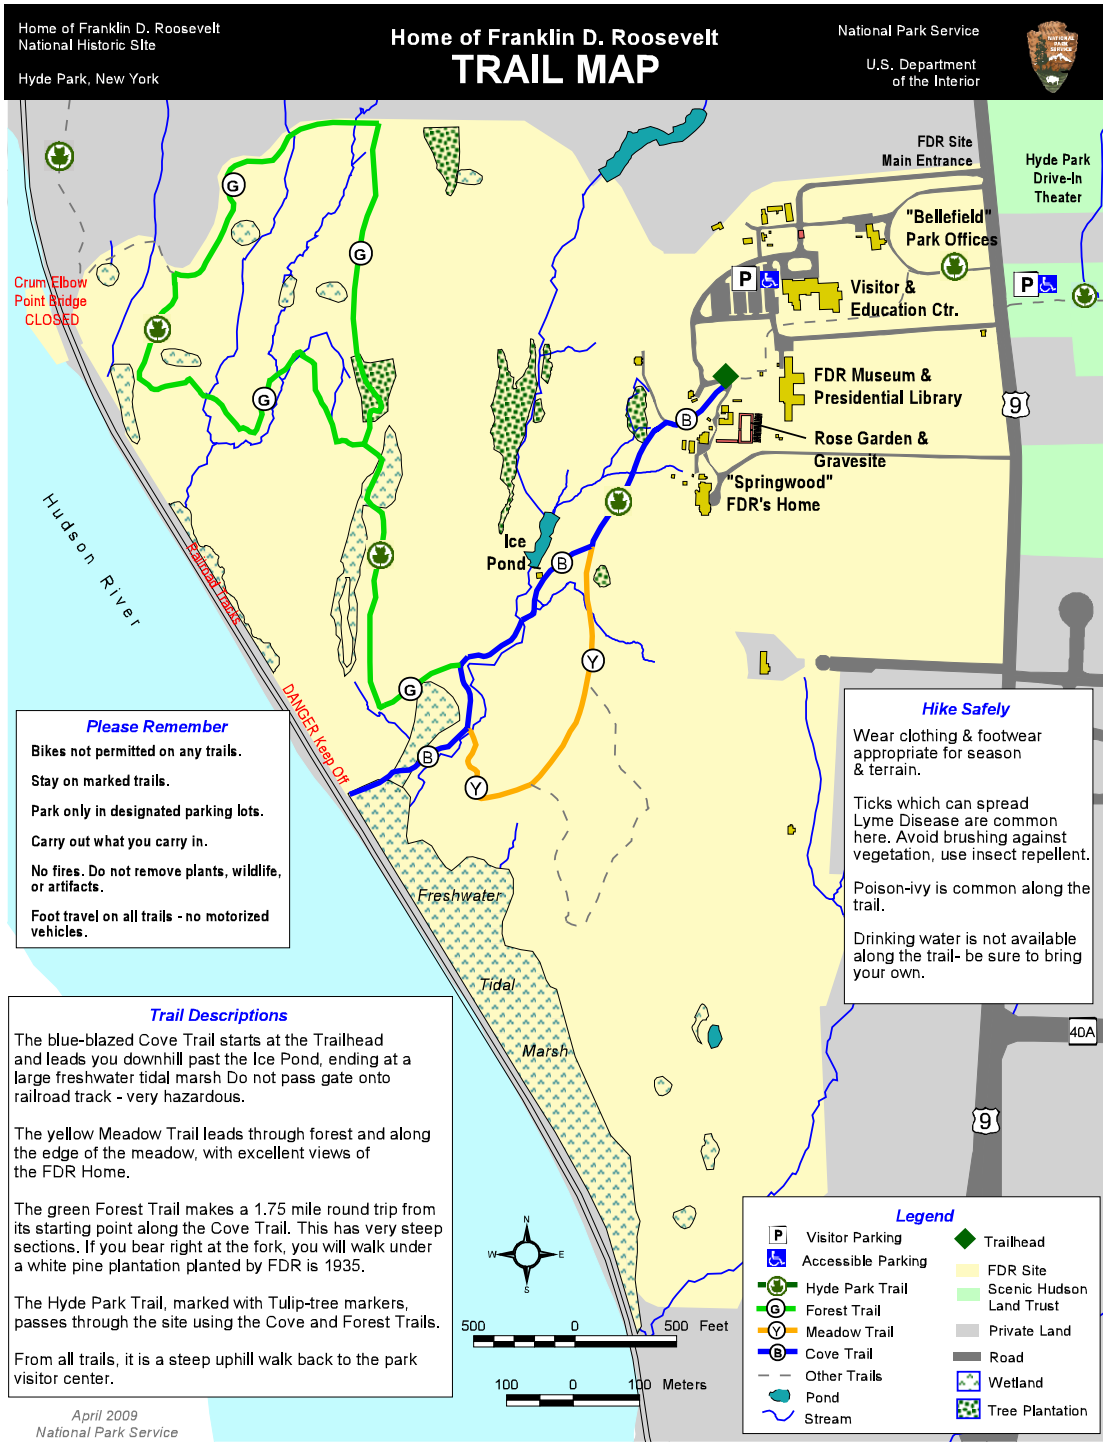 Home of Franklin D. Roosevelt
National Historic SIte
Hyde Park, New York
Home of Franklin D. Roosevelt
TRAIL MAP
National Park Service
U.S. Department
of the Interior
NATIONAL
PARK
SERVICE
FDR Site
Main Entrance
Hyde Park
Drive-In
Theater
"Bellefield"
Park Offices
G
G
P
P
Crum Elbow
Point Bridge
CLOSED
Visitor &
Education Ctr.
FDR Museum &
Presidential Library
G
B
9
Rose Garden &
Gravesite
"Springwood"
FDR's Home
Hudson River
Railroad Tracks
Ice
Pond
B
Y
G
DANGER Keep Off
B
Y
Please Remember
Bikes not permitted on any trails.
Stay on marked trails.
Park only in designated parking lots.
Carry out what you carry in.
No fires. Do not remove plants, wildlife,
or artifacts.
Foot travel on all trails - no motorized
vehicles.
Hike Safely
Wear clothing & footwear
appropriate for season
& terrain.
Ticks which can spread
Lyme Disease are common
here. Avoid brushing against
vegetation, use insect repellent.
Poison-ivy is common along the
trail.
Drinking water is not available
along the trail- be sure to bring
your own.
Freshwater
Tidal
Marsh
40A
9
Trail Descriptions
The blue-blazed Cove Trail starts at the Trailhead
and leads you downhill past the Ice Pond, ending at a
large freshwater tidal marsh Do not pass gate onto
railroad track - very hazardous.
The yellow Meadow Trail leads through forest and along
the edge of the meadow, with excellent views of
the FDR Home.
The green Forest Trail makes a 1.75 mile round trip from
its starting point along the Cove Trail. This has very steep
sections. If you bear right at the fork, you will walk under
a white pine plantation planted by FDR is 1935.
The Hyde Park Trail, marked with Tulip-tree markers,
passes through the site using the Cove and Forest Trails.
From all trails, it is a steep uphill walk back to the park
visitor center.
April 2009
National Park Service
N
W E
S
500 0 500 Feet
100 0 100 Meters
Legend
P Visitor Parking
Accessible Parking
Hyde Park Trail
G Forest Trail
Y Meadow Trail
B Cove Trail
Other Trails
Pond
Stream
Trailhead
FDR Site
Scenic Hudson
Land Trust
Private Land
Road
Wetland
Tree Plantation